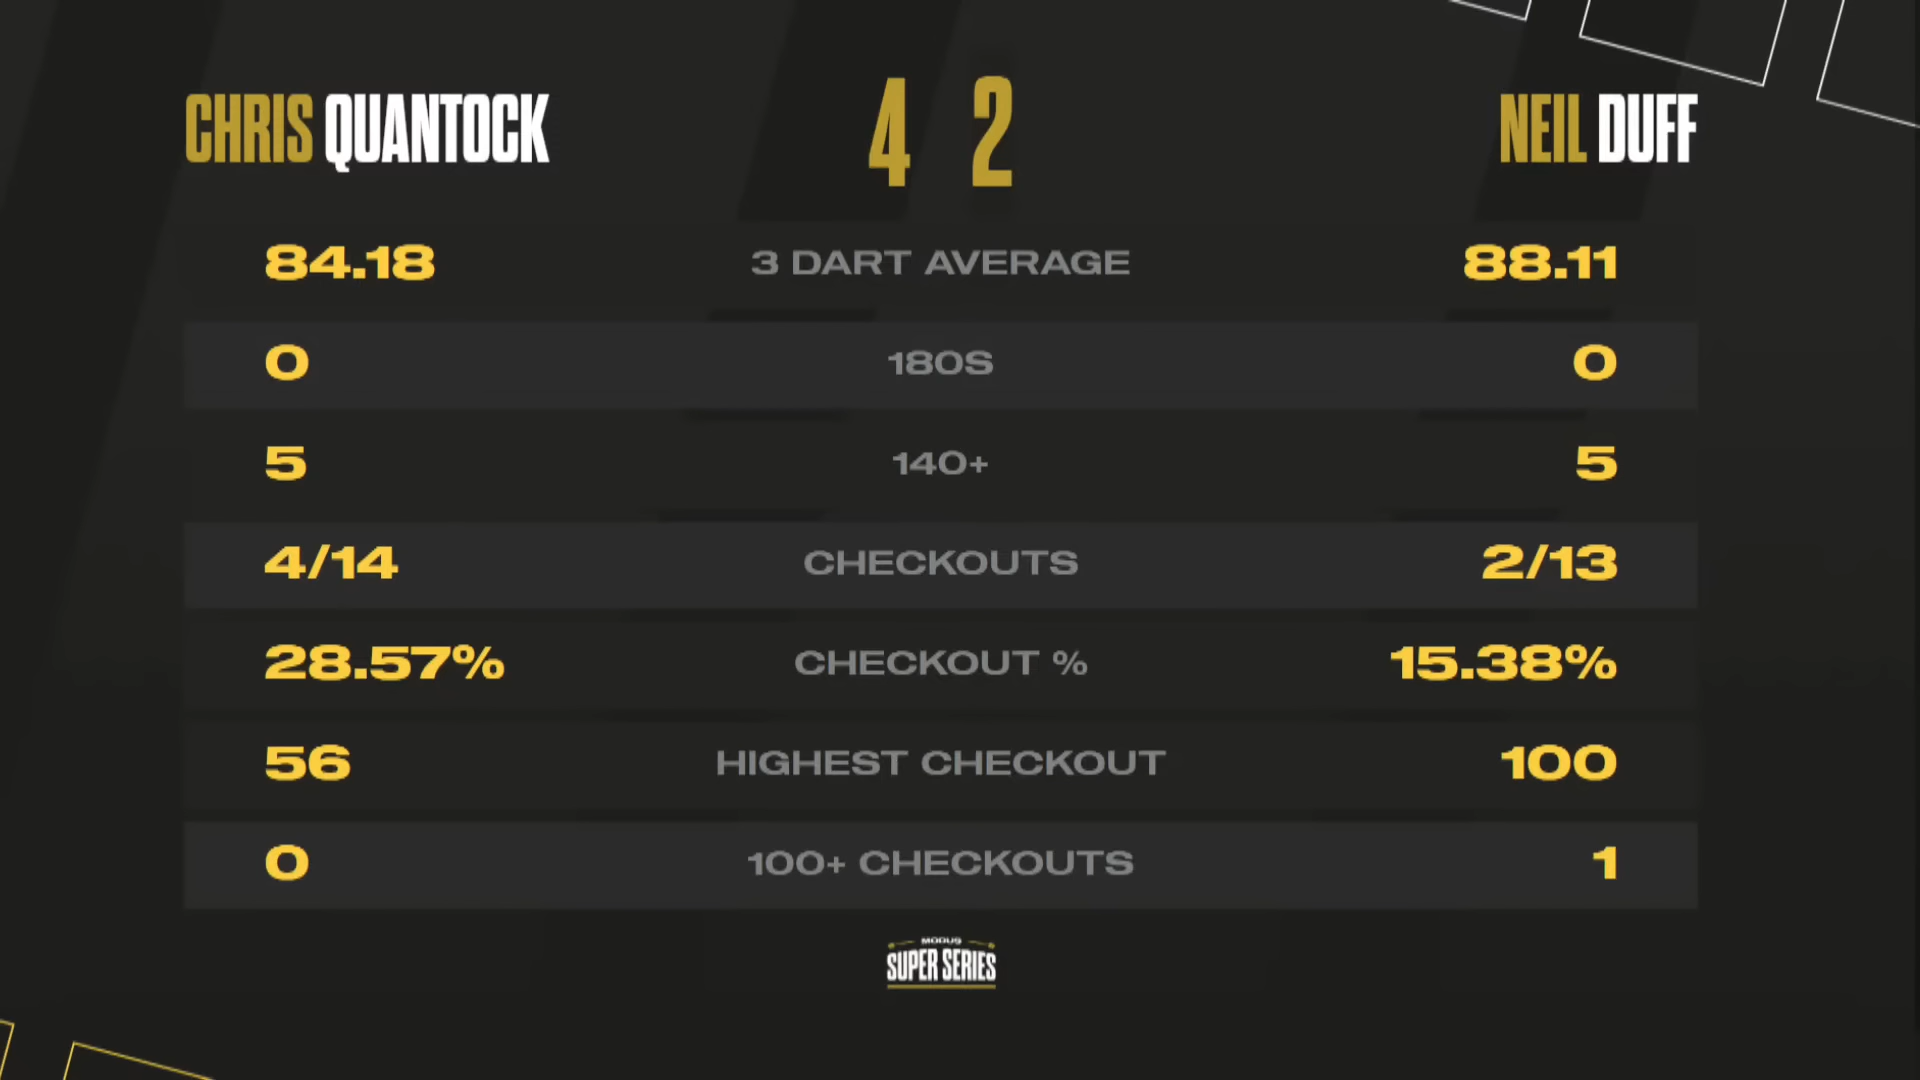 CHRIS QUANTOCK 4 2 NEIL DUFF
84.18 3 DART AVERAGE 88.11
0 180S 0
5 140+ 5
4/14 CHECKOUTS 2/13
28.57% CHECKOUT % 15.38%
56 HIGHEST CHECKOUT 100
0 100+ CHECKOUTS 1
MODUS
SUPER SERIES